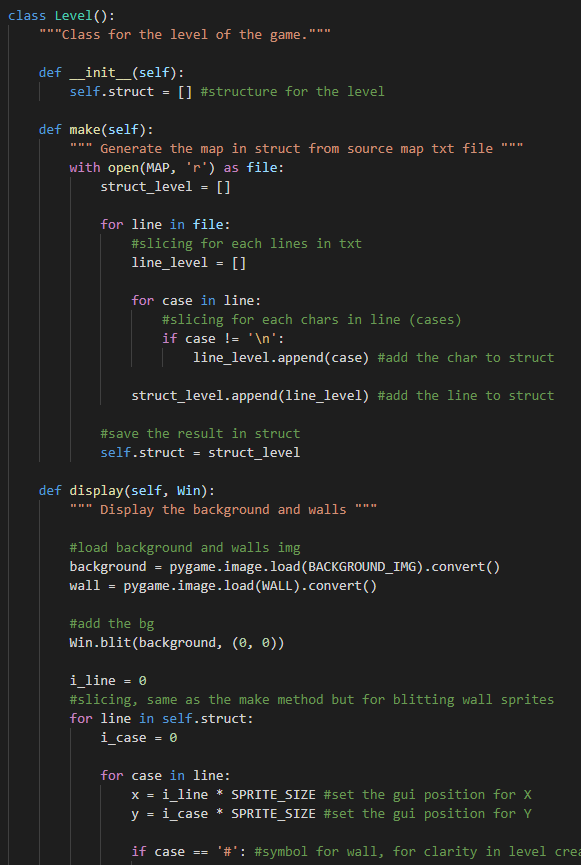 class Level():
    """Class for the level of the game."""

    def __init__(self):
        self.struct = [] #structure for the level

    def make(self):
        """ Generate the map in struct from source map txt file """
        with open(MAP, 'r') as file:
            struct_level = []

            for line in file:
                #slicing for each lines in txt
                line_level = []

                for case in line:
                    #slicing for each chars in line (cases)
                    if case != '\n':
                        line_level.append(case) #add the char to struct

                struct_level.append(line_level) #add the line to struct

            #save the result in struct
            self.struct = struct_level

    def display(self, Win):
        """ Display the background and walls """

        #load background and walls img
        background = pygame.image.load(BACKGROUND_IMG).convert()
        wall = pygame.image.load(WALL).convert()

        #add the bg
        Win.blit(background, (0, 0))

        i_line = 0
        #slicing, same as the make method but for blitting wall sprites
        for line in self.struct:
            i_case = 0

            for case in line:
                x = i_line * SPRITE_SIZE #set the gui position for X
                y = i_case * SPRITE_SIZE #set the gui position for Y

                if case == '#': #symbol for wall, for clarity in level